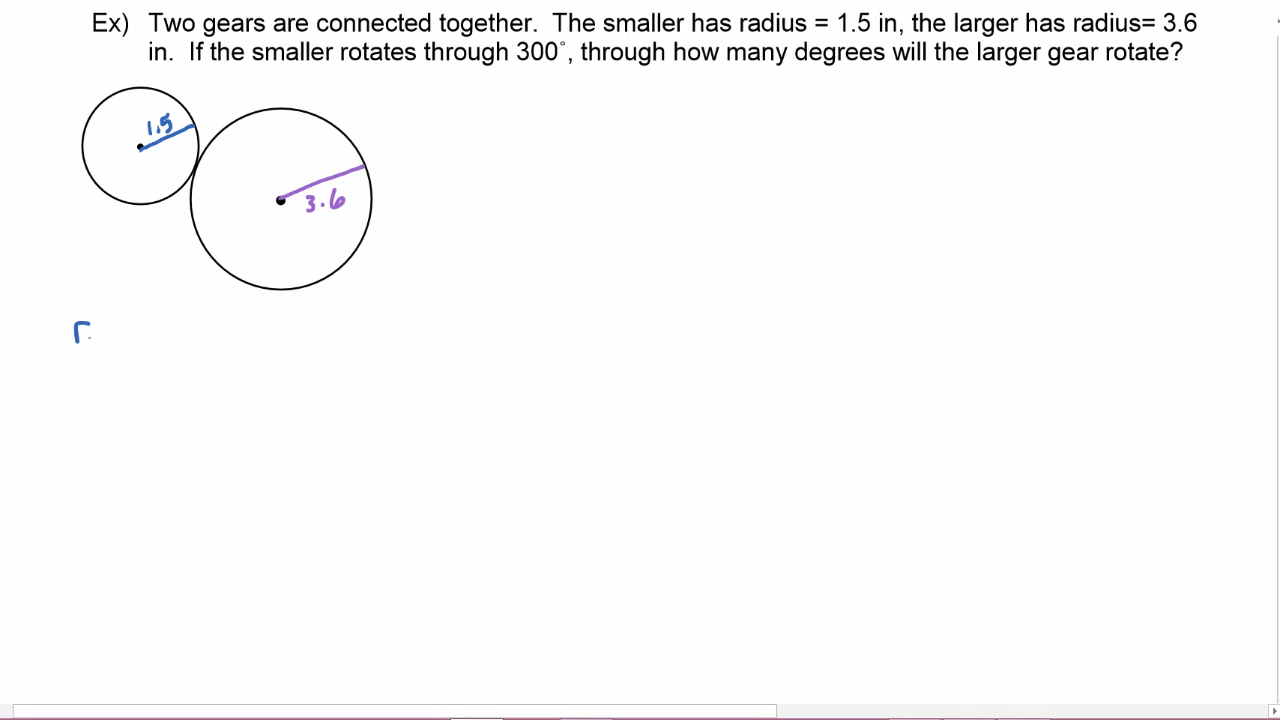 Ex) Two gears are connected together. The smaller has radius = 1.5 in, the larger has radius= 3.6
in. If the smaller rotates through 300°, through how many degrees will the larger gear rotate?
1.5
3.6
r